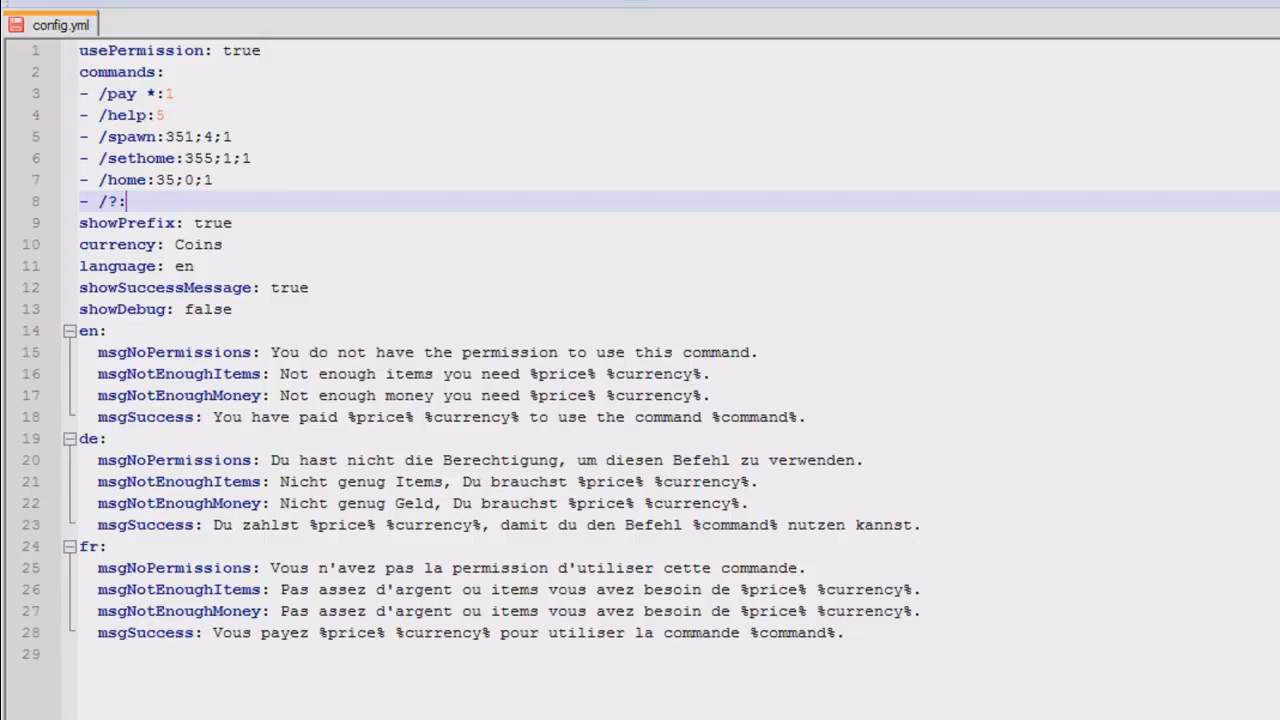 config.yml
1 usePermission: true
2 commands:
3 - /pay *:1
4 - /help:5
5 - /spawn:351;4;1
6 - /sethome:355;1;1
7 - /home:35;0;1
8 - /?:
9 showPrefix: true
10 currency: Coins
11 language: en
12 showSuccessMessage: true
13 showDebug: false
14 en:
15 msgNoPermissions: You do not have the permission to use this command.
16 msgNotEnoughItems: Not enough items you need %price% %currency%.
17 msgNotEnoughMoney: Not enough money you need %price% %currency%.
18 msgSuccess: You have paid %price% %currency% to use the command %command%.
19 de:
20 msgNoPermissions: Du hast nicht die Berechtigung, um diesen Befehl zu verwenden.
21 msgNotEnoughItems: Nicht genug Items, Du brauchst %price% %currency%.
22 msgNotEnoughMoney: Nicht genug Geld, Du brauchst %price% %currency%.
23 msgSuccess: Du zahlst %price% %currency%, damit du den Befehl %command% nutzen kannst.
24 fr:
25 msgNoPermissions: Vous n'avez pas la permission d'utiliser cette commande.
26 msgNotEnoughItems: Pas assez d'argent ou items vous avez besoin de %price% %currency%.
27 msgNotEnoughMoney: Pas assez d'argent ou items vous avez besoin de %price% %currency%.
28 msgSuccess: Vous payez %price% %currency% pour utiliser la commande %command%.
29